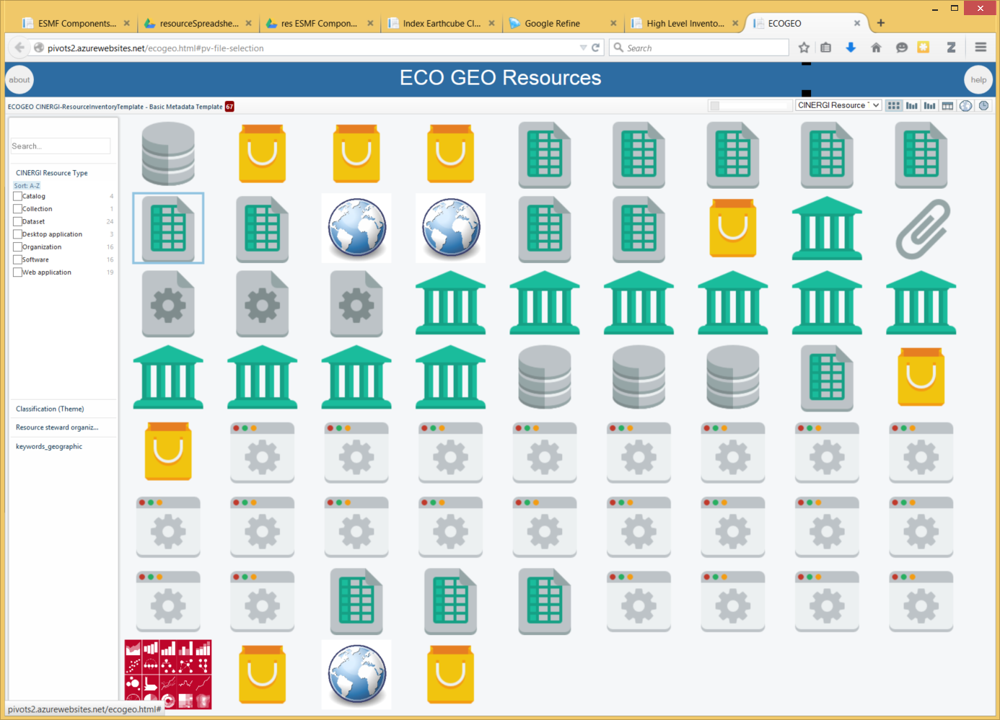 ESMF Components...
resourceSpreadshe...
res ESMF Compon...
Index Earthcube Cl...
Google Refine
High Level Invento...
ECOGEO
pivots2.azurewebsites.net/ecogeo.html#pv-file-selection
Search
about
ECO GEO Resources
help
ECOGEO CINERGI-ResourceInventoryTemplate - Basic Metadata Template 67
CINERGI Resource
Search...
CINERGI Resource Type
Sort: A-Z
Catalog 4
Collection 1
Dataset 24
Desktop application 3
Organization 16
Software 16
Web application 19
Classification (Theme)
Resource steward organiz...
keywords_geographic
pivots2.azurewebsites.net/ecogeo.html#